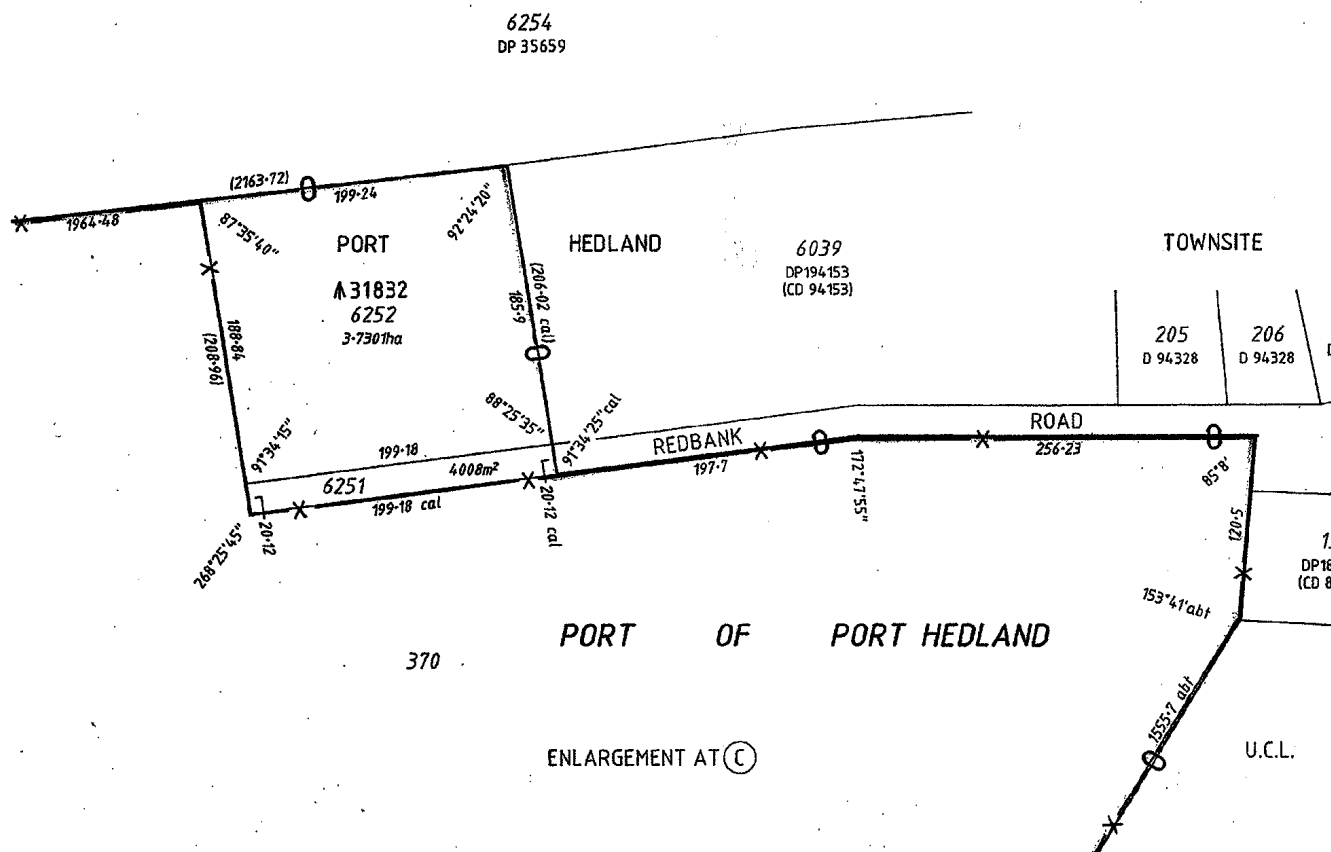 6254
DP 35659
(2163·72)
199·24
1964·48
87°35'40"
92°24'20"
PORT
HEDLAND
TOWNSITE
⋔31832
6252
3·7301ha
6039
DP194153
(CD 94153)
205
D 94328
206
D 94328
D
188·84
(208·96)
(206·02 cal)
185·9
88°25'35"
91°34'25"cal
91°34'15"
199·18
4008m²
6251
199·18 cal
20·12
20·12 cal
268°25'45"
REDBANK
ROAD
197·7
256·23
172°47'55"
85°8'
120·5
DP18
(CD 8
153°41'abt
PORT OF PORT HEDLAND
370
1555·7 abt
ENLARGEMENT AT C
U.C.L.